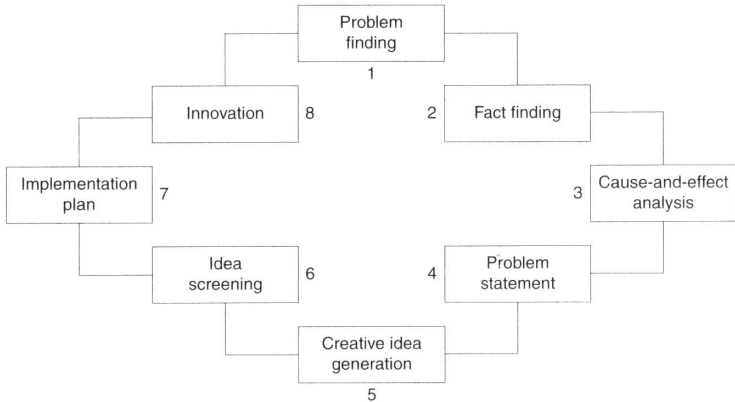 Problem
finding
1
Innovation
8
2
Fact finding
Implementation
plan
7
3
Cause-and-effect
analysis
Idea
screening
6
4
Problem
statement
Creative idea
generation
5